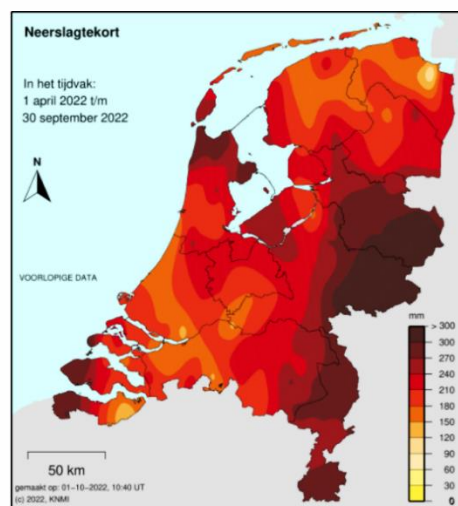 Neerslagtekort
In het tijdvak:
1 april 2022 t/m
30 september 2022
N
VOORLOPIGE DATA
mm
> 300
300
270
240
210
180
150
120
90
60
30
0
50 km
gemaakt op: 01-10-2022, 10:40 UT
(c) 2022, KNMI